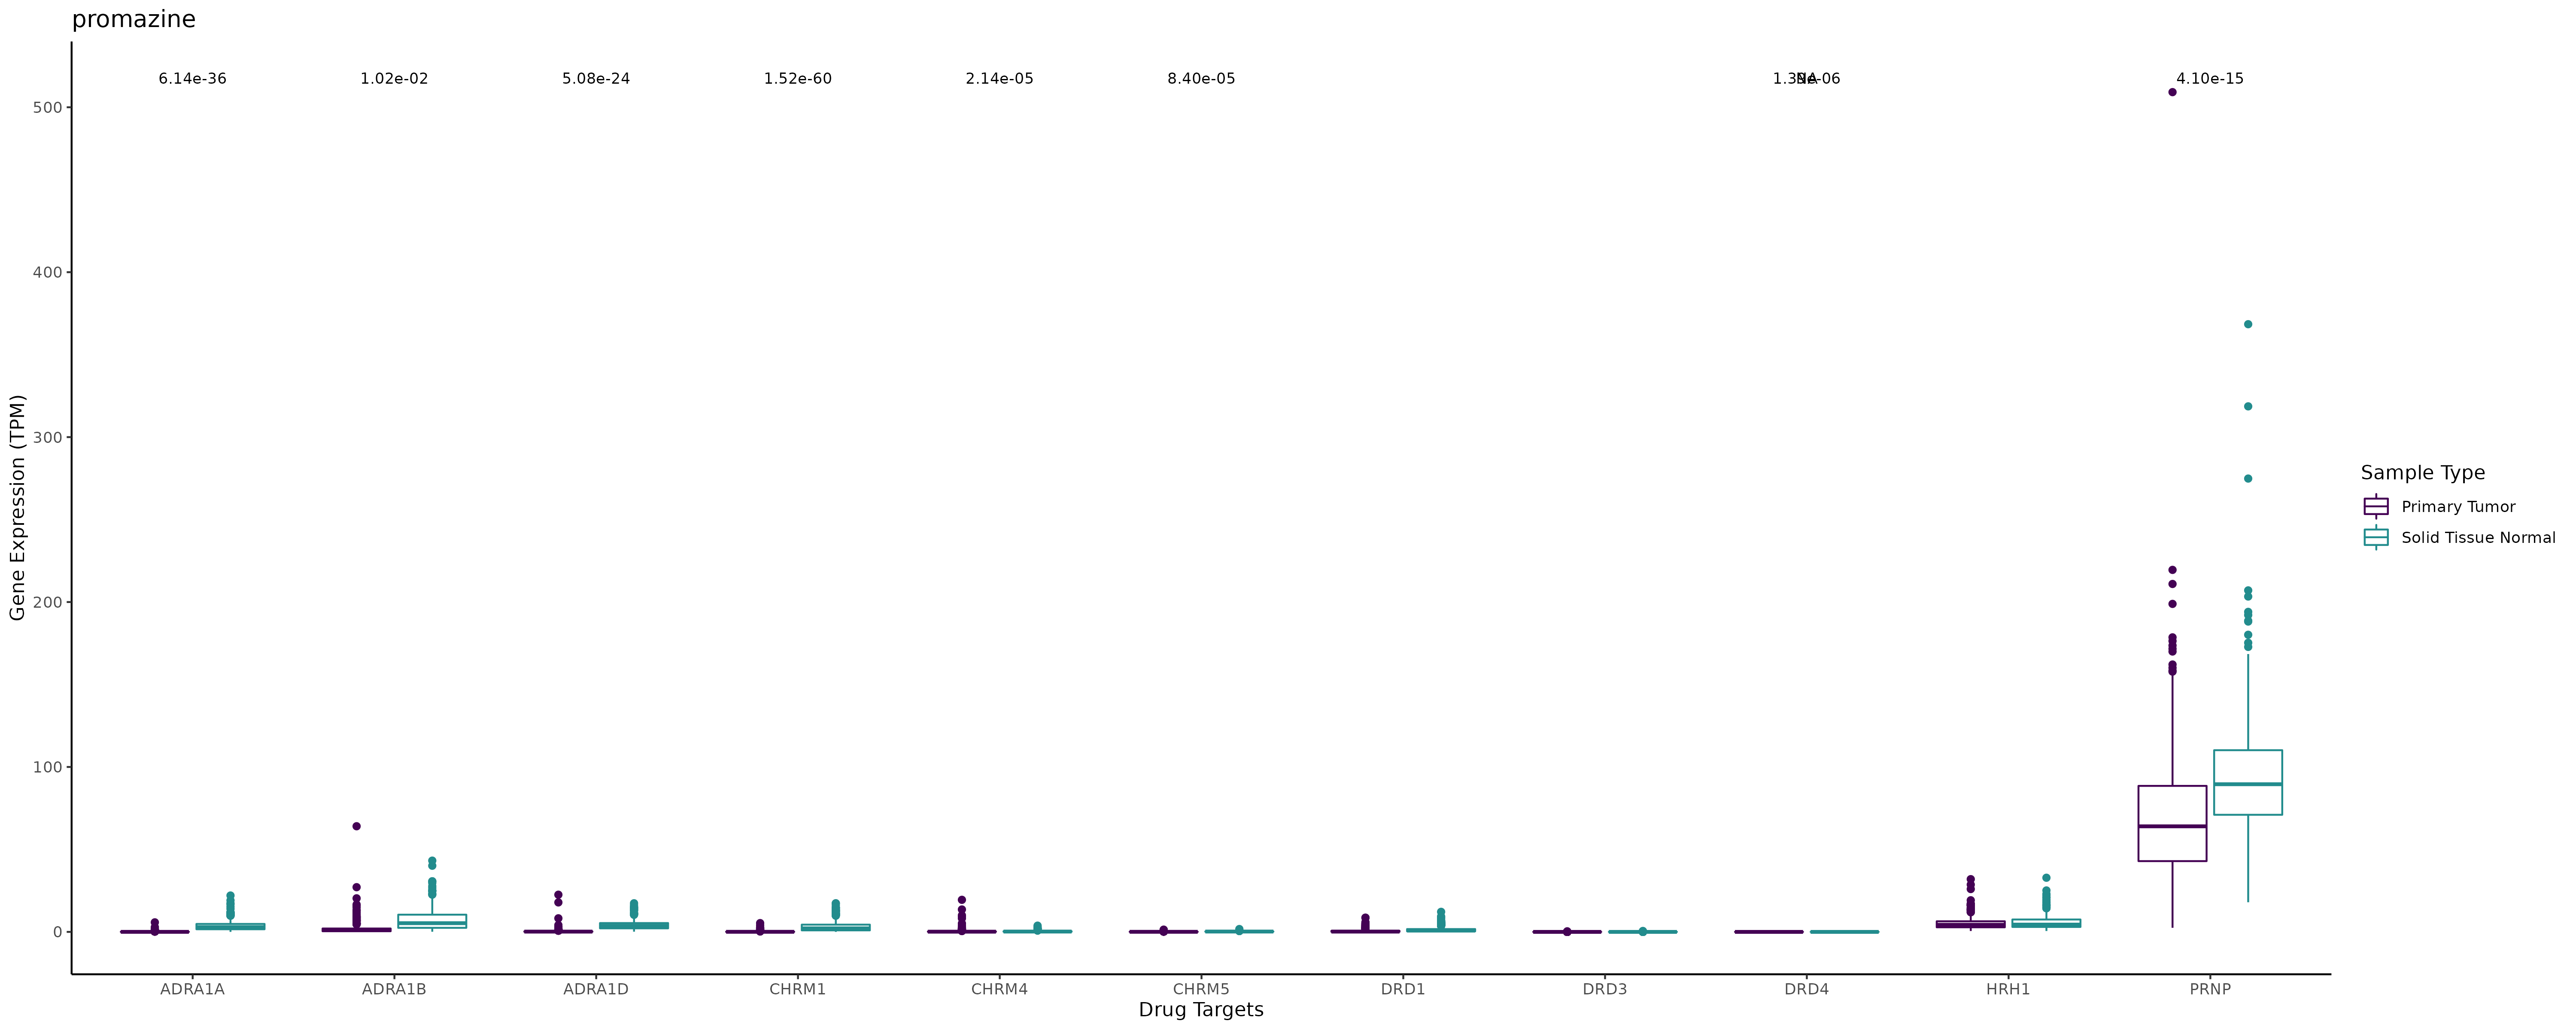 promazine
6.14e-36 1.02e-02 5.08e-24 1.52e-60 2.14e-05 8.40e-05 4.10e-15
500
400
300
200
100
0
Gene Expression (TPM)
ADRA1A ADRA1B ADRA1D CHRM1 CHRM4 CHRM5 DRD1 DRD3 DRD4 HRH1 PRNP
Drug Targets
Sample Type
Primary Tumor
Solid Tissue Normal